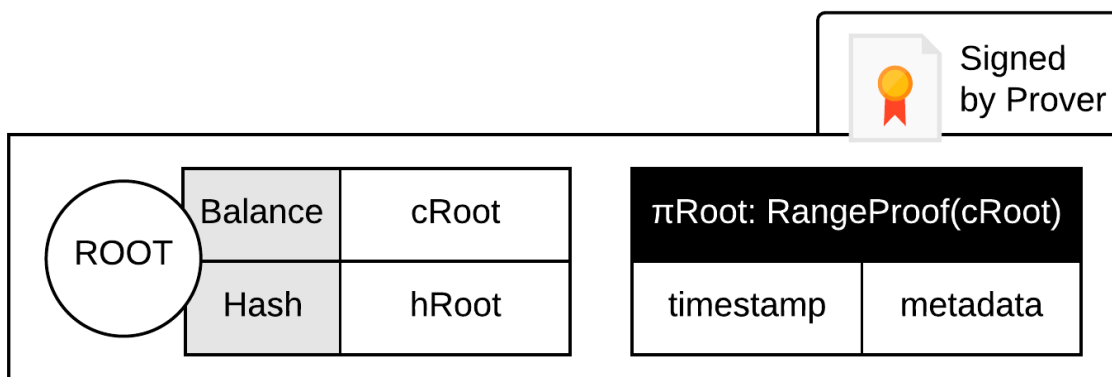 Signed
by Prover
ROOT
Balance
cRoot
πRoot: RangeProof(cRoot)
Hash
hRoot
timestamp
metadata